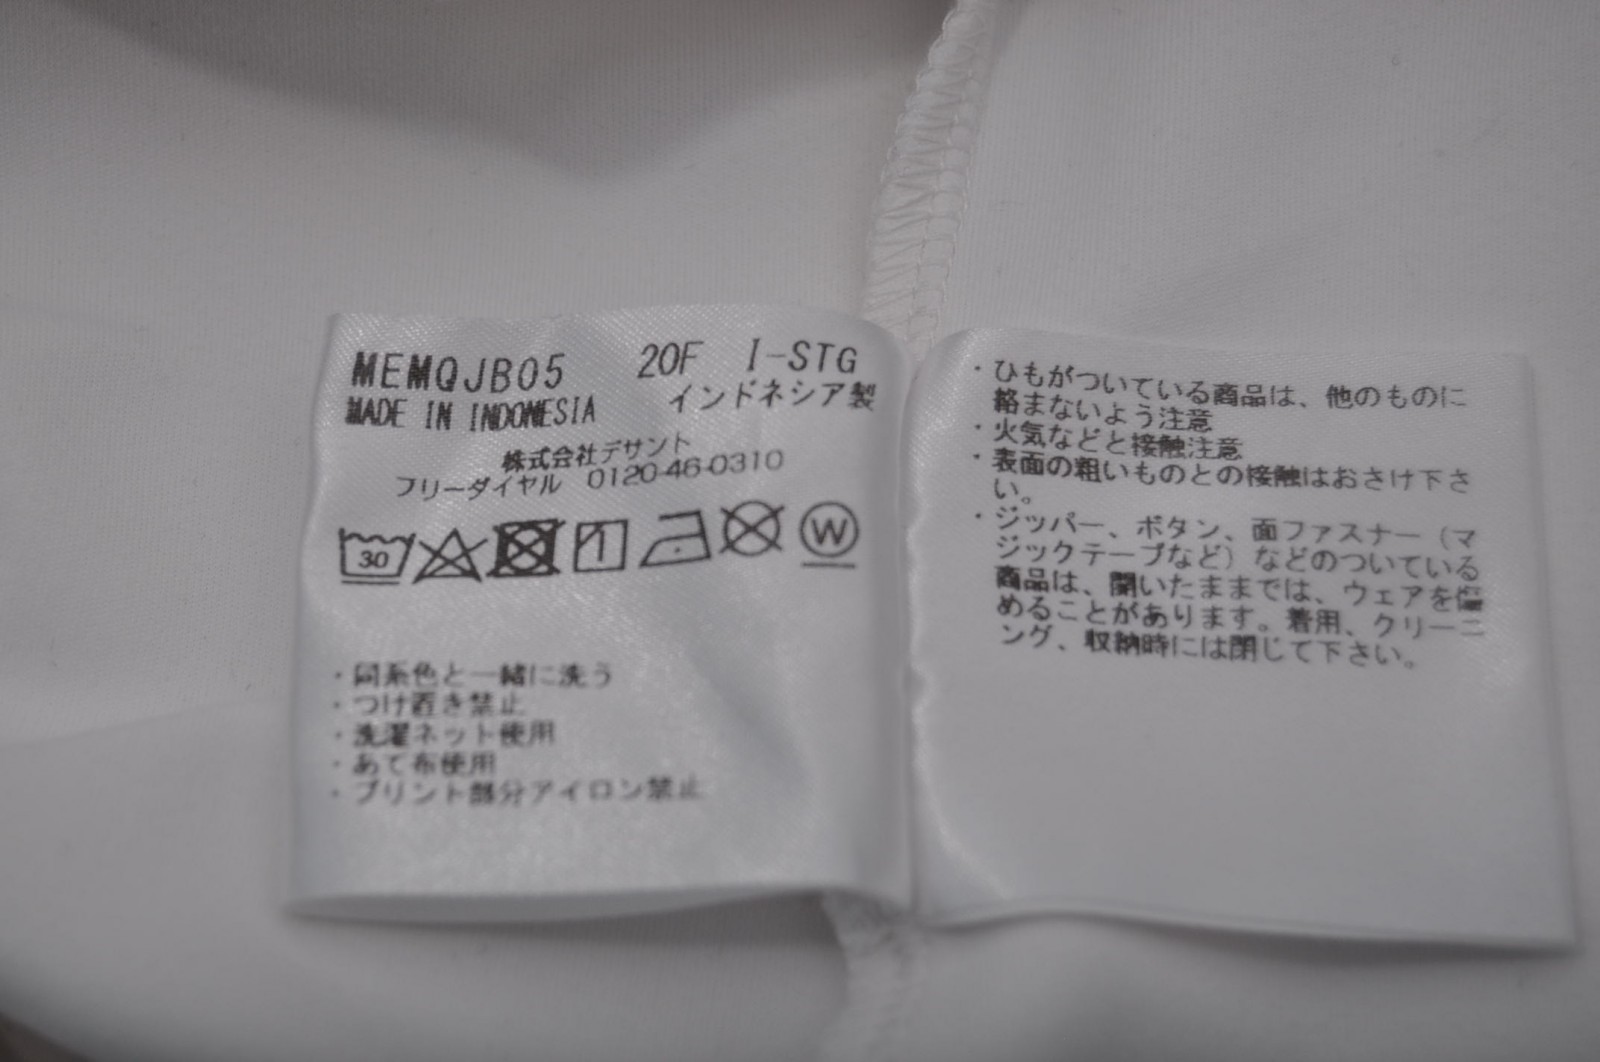 MEMQJB05 20F I-STG
MADE IN INDONESIA インドネシア製
株式会社デサント
フリーダイヤル 0120-46-0310
30 W
・同系色と一緒に洗う
・つけ置き禁止
・洗濯ネット使用
・あて布使用
・プリント部分アイロン禁止
・ひもがついている商品は、他のものに
絡まないよう注意
・火気などと接触注意
・表面の粗いものとの接触はおさけ下さ
い。
・ジッパー、ボタン、面ファスナー（マ
ジックテープなど）などのついている
商品は、開いたままでは、ウェアを傷
めることがあります。着用、クリーニ
ング、収納時には閉じて下さい。